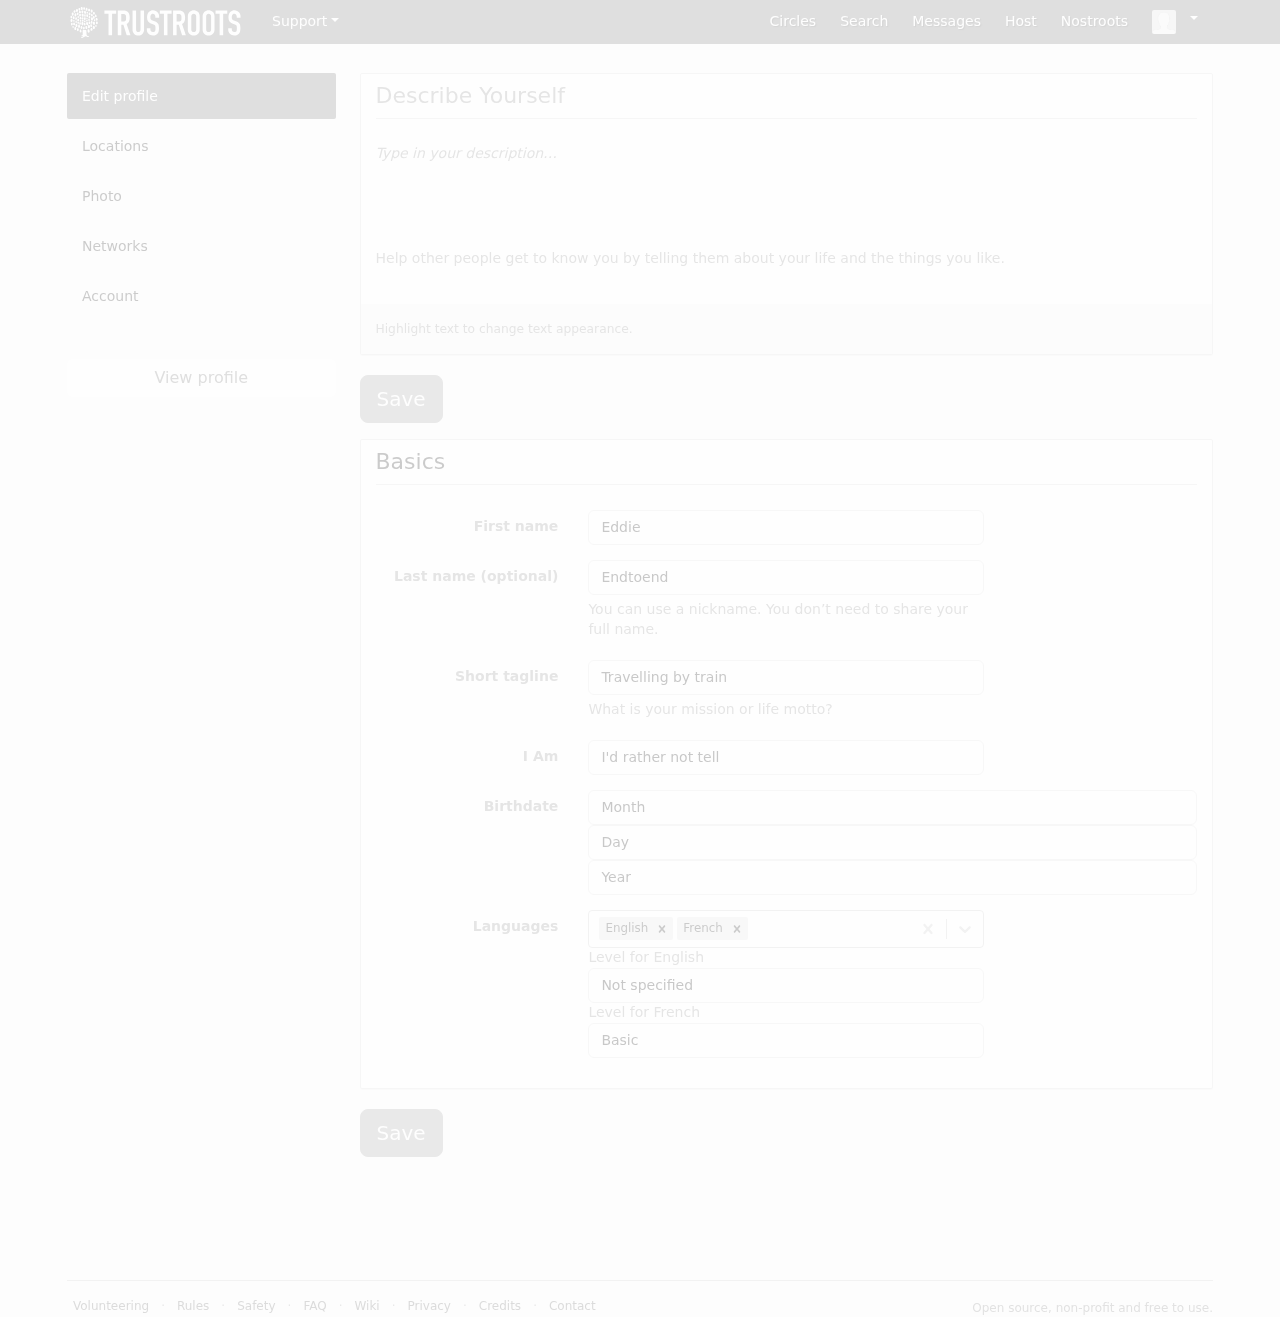 TRUSTROOTS
Support
Circles
Search
Messages
Host
Nostroots
Edit profile
Locations
Photo
Networks
Account
View profile
Describe Yourself
Type in your description...
Help other people get to know you by telling them about your life and the things you like.
Highlight text to change text appearance.
Save
Basics
First name
Eddie
Last name (optional)
Endtoend
You can use a nickname. You don’t need to share your
full name.
Short tagline
Travelling by train
What is your mission or life motto?
I Am
I'd rather not tell
Birthdate
Month
Day
Year
Languages
English
French
Level for English
Not specified
Level for French
Basic
Save
Volunteering · Rules · Safety · FAQ · Wiki · Privacy · Credits · Contact
Open source, non-profit and free to use.